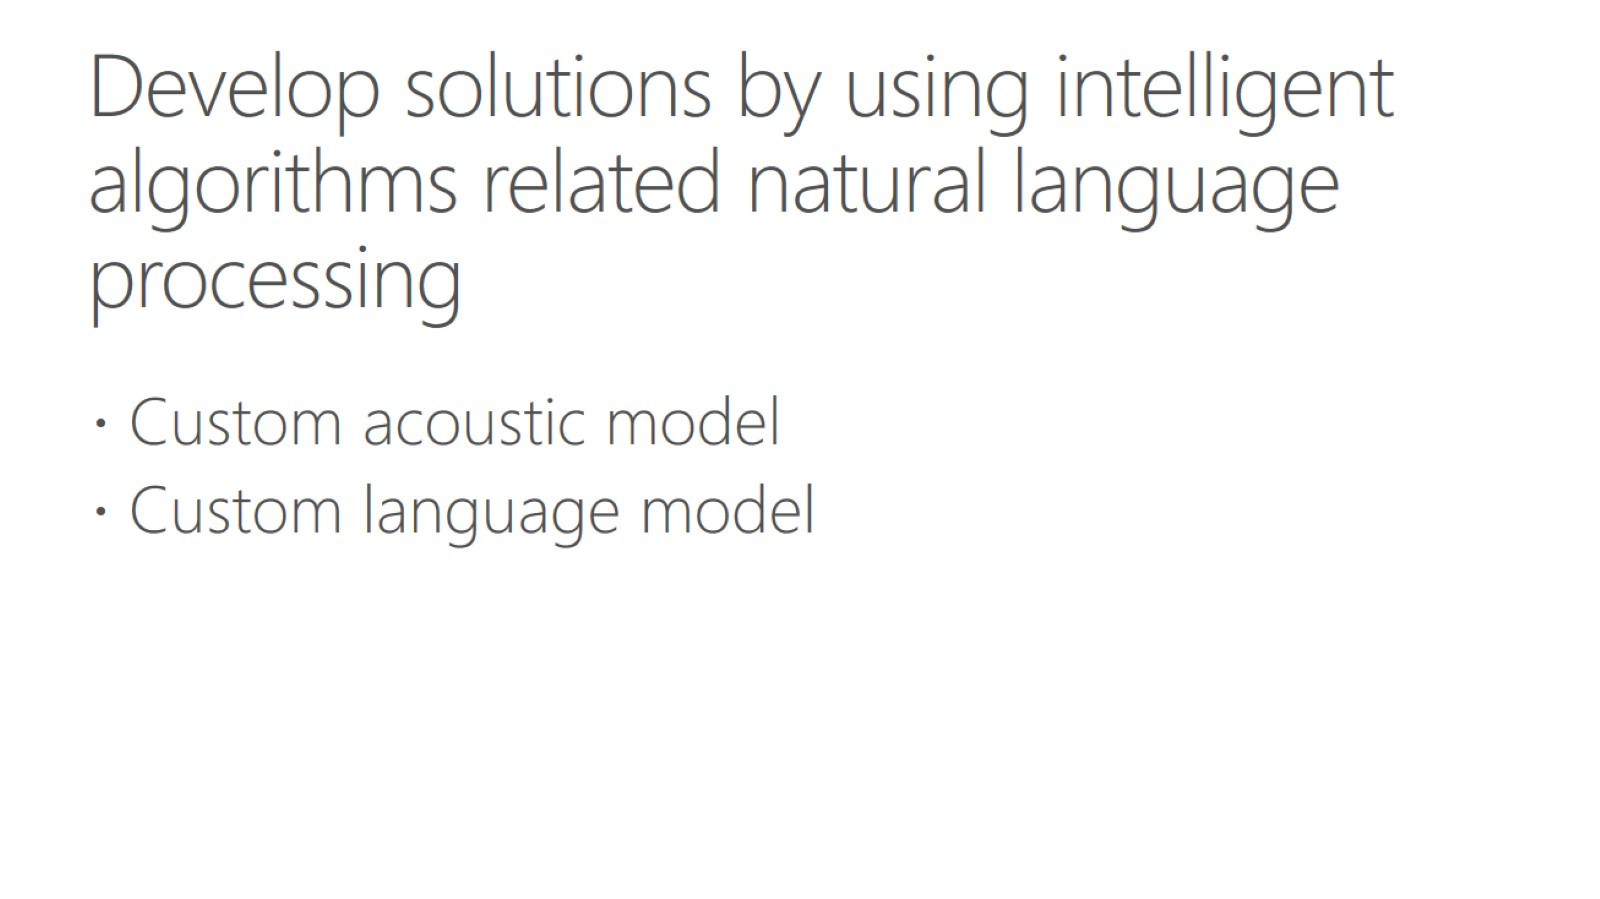 Develop solutions by using intelligent
algorithms related natural language
processing
• Custom acoustic model
• Custom language model